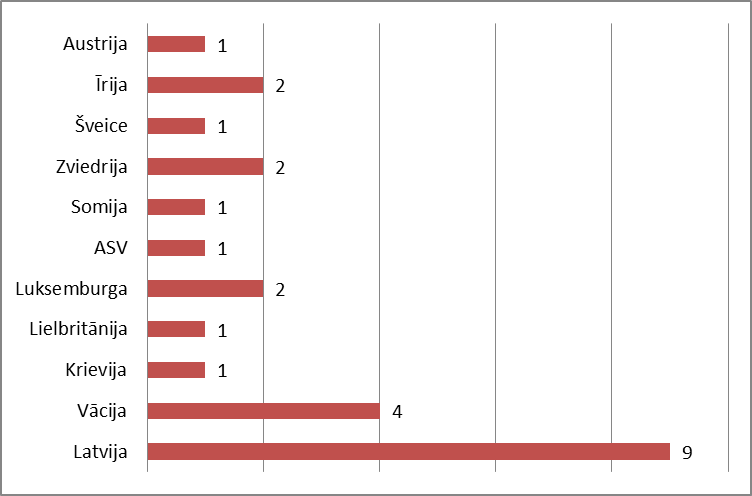 Austrija 1
Īrija 2
Šveice 1
Zviedrija 2
Somija 1
ASV 1
Luksemburga 2
Lielbritānija 1
Krievija 1
Vācija 4
Latvija 9